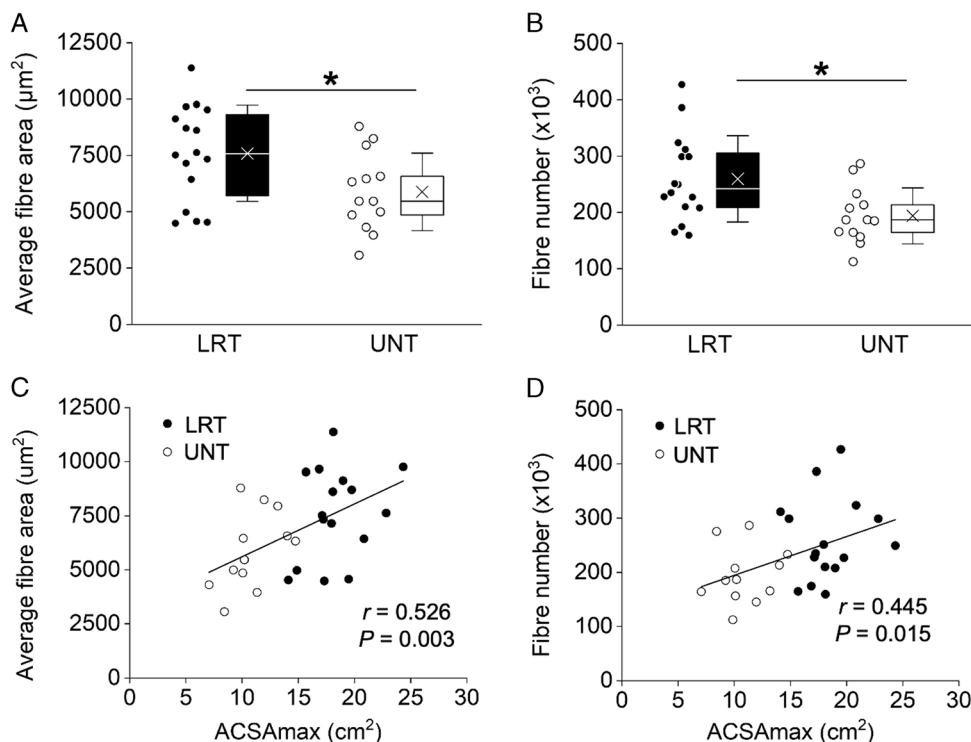 A
12500
10000
7500
5000
2500
0
Average fibre area (μm²)
*
LRT
UNT
B
500
400
300
200
100
0
Fibre number (x10³)
*
LRT
UNT
C
12500
10000
7500
5000
2500
0
Average fibre area (um²)
LRT
UNT
r = 0.526
P = 0.003
0 5 10 15 20 25 30
ACSAmax (cm²)
D
500
400
300
200
100
0
Fibre number (x10³)
LRT
UNT
r = 0.445
P = 0.015
0 5 10 15 20 25 30
ACSAmax (cm²)